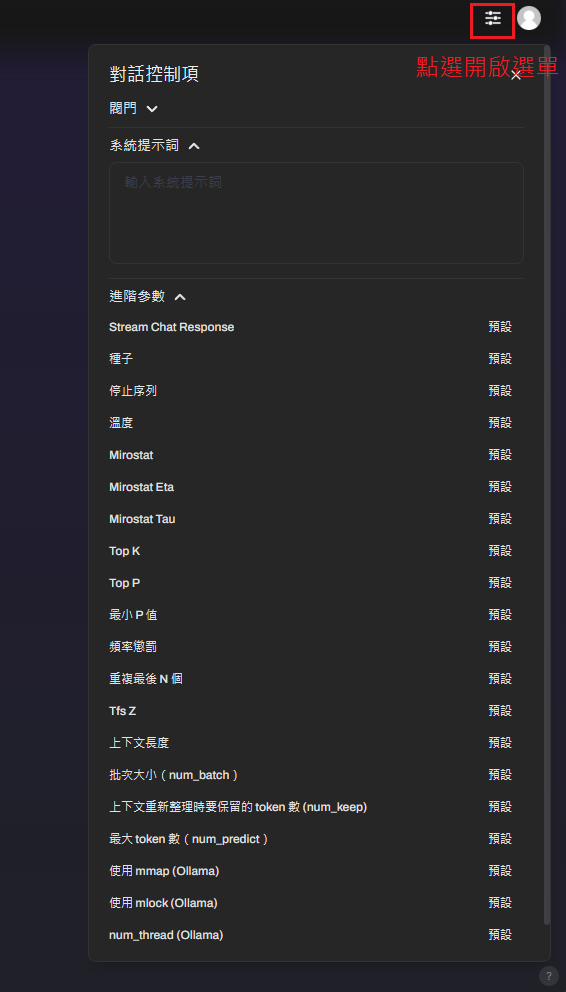 點選開啟選單
對話控制項
閥門
系統提示詞
輸入系統提示詞
進階參數
Stream Chat Response 預設
種子 預設
停止序列 預設
溫度 預設
Mirostat 預設
Mirostat Eta 預設
Mirostat Tau 預設
Top K 預設
Top P 預設
最小 P 值 預設
頻率懲罰 預設
重複最後 N 個 預設
Tfs Z 預設
上下文長度 預設
批次大小（num_batch） 預設
上下文重新整理時要保留的 token 數 (num_keep) 預設
最大 token 數（num_predict） 預設
使用 mmap (Ollama) 預設
使用 mlock (Ollama) 預設
num_thread (Ollama) 預設
?